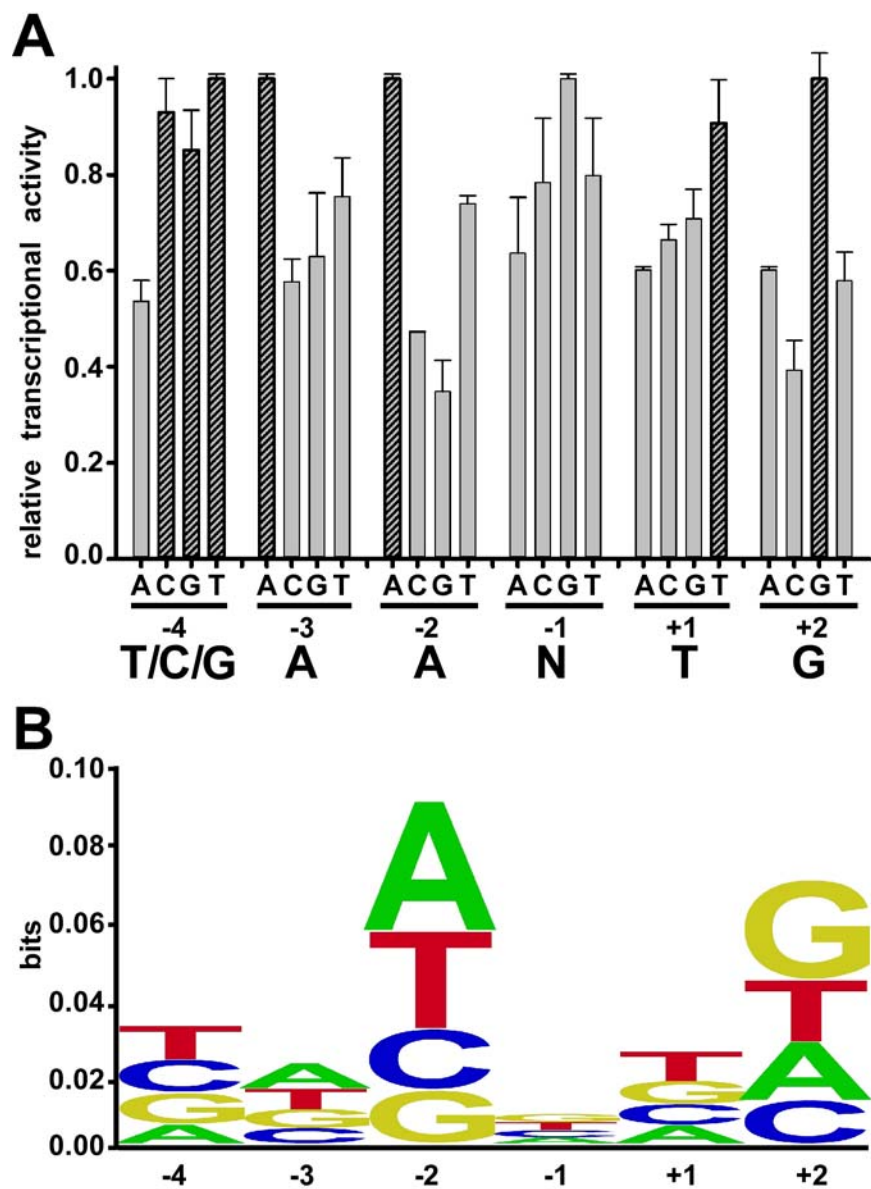 A
relative transcriptional activity
1.0
0.8
0.6
0.4
0.2
0.0
A C G T A C G T A C G T A C G T A C G T A C G T
-4 -3 -2 -1 +1 +2
T/C/G A A N T G
B
bits
0.10
0.08
0.06
0.04
0.02
0.00
T C G A
A T G C
A T C G
G T C A
T G C A
G T A C
-4 -3 -2 -1 +1 +2